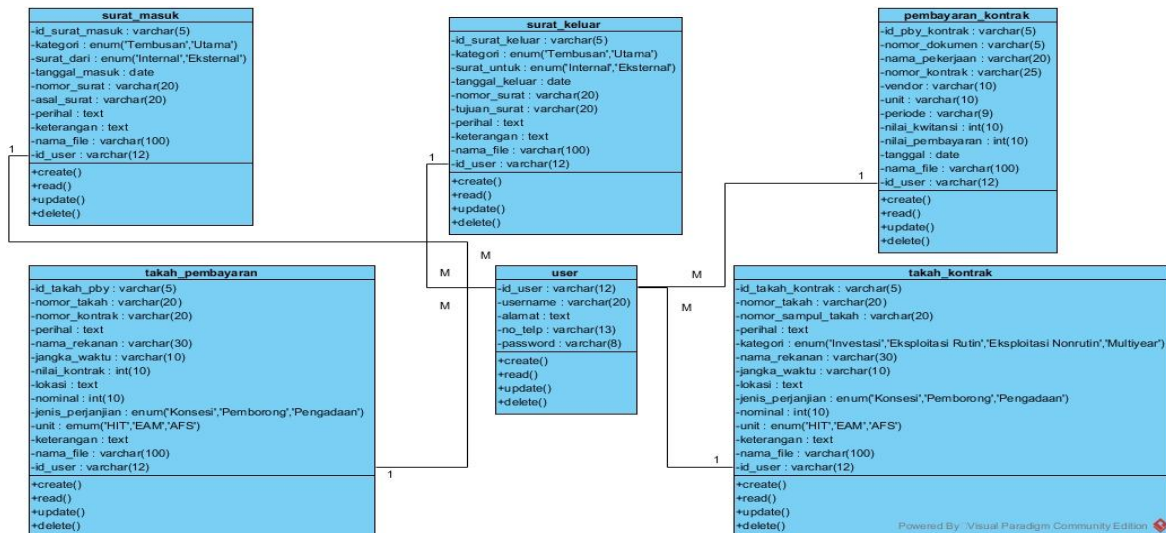 surat_masuk
-id_surat_masuk : varchar(5)
-kategori : enum('Tembusan','Utama')
-surat_dari : enum('Internal','Eksternal')
-tanggal_masuk : date
-nomor_surat : varchar(20)
-asal_surat : varchar(20)
-perihal : text
-keterangan : text
-nama_file : varchar(100)
-id_user : varchar(12)
+create()
+read()
+update()
+delete()
1
surat_keluar
-id_surat_keluar : varchar(5)
-kategori : enum('Tembusan','Utama')
-surat_untuk : enum('Internal','Eksternal')
-tanggal_keluar : date
-nomor_surat : varchar(20)
-tujuan_surat : varchar(20)
-perihal : text
-keterangan : text
-nama_file : varchar(100)
-id_user : varchar(12)
+create()
+read()
+update()
+delete()
1
pembayaran_kontrak
-id_pby_kontrak : varchar(5)
-nomor_dokumen : varchar(5)
-nama_pekerjaan : varchar(20)
-nomor_kontrak : varchar(25)
-vendor : varchar(10)
-unit : varchar(10)
-periode : varchar(9)
-nilai_kwitansi : int(10)
-nilai_pembayaran : int(10)
-tanggal : date
-nama_file : varchar(100)
-id_user : varchar(12)
+create()
+read()
+update()
+delete()
1
takah_pembayaran
-id_takah_pby : varchar(5)
-nomor_takah : varchar(20)
-nomor_kontrak : varchar(20)
-perihal : text
-nama_rekanan : varchar(30)
-jangka_waktu : varchar(10)
-nilai_kontrak : int(10)
-lokasi : text
-nominal : int(10)
-jenis_perjanjian : enum('Konsesi','Pemborong','Pengadaan')
-unit : emum('HIT','EAM','AFS')
-keterangan : text
-nama_file : varchar(100)
-id_user : varchar(12)
+create()
+read()
+update()
+delete()
1
M
M
M
user
-id_user : varchar(12)
-username : varchar(20)
-alamat : text
-no_telp : varchar(13)
-password : varchar(8)
+create()
+read()
+update()
+delete()
M
M
takah_kontrak
-id_takah_kontrak : varchar(5)
-nomor_takah : varchar(20)
-nomor_sampul_takah : varchar(20)
-perihal : text
-kategori : enum('Investasi','Eksploitasi Rutin','Eksploitasi Nonrutin','Multiyear')
-nama_rekanan : varchar(30)
-jangka_waktu : varchar(10)
-lokasi : text
-jenis_perjanjian : enum('Konsesi','Pemborong','Pengadaan')
-nominal : int(10)
-unit : enum('HIT','EAM','AFS')
-keterangan : text
-nama_file : varchar(100)
-id_user : varchar(12)
+create()
+read()
+update()
+delete()
1
Powered By Visual Paradigm Community Edition